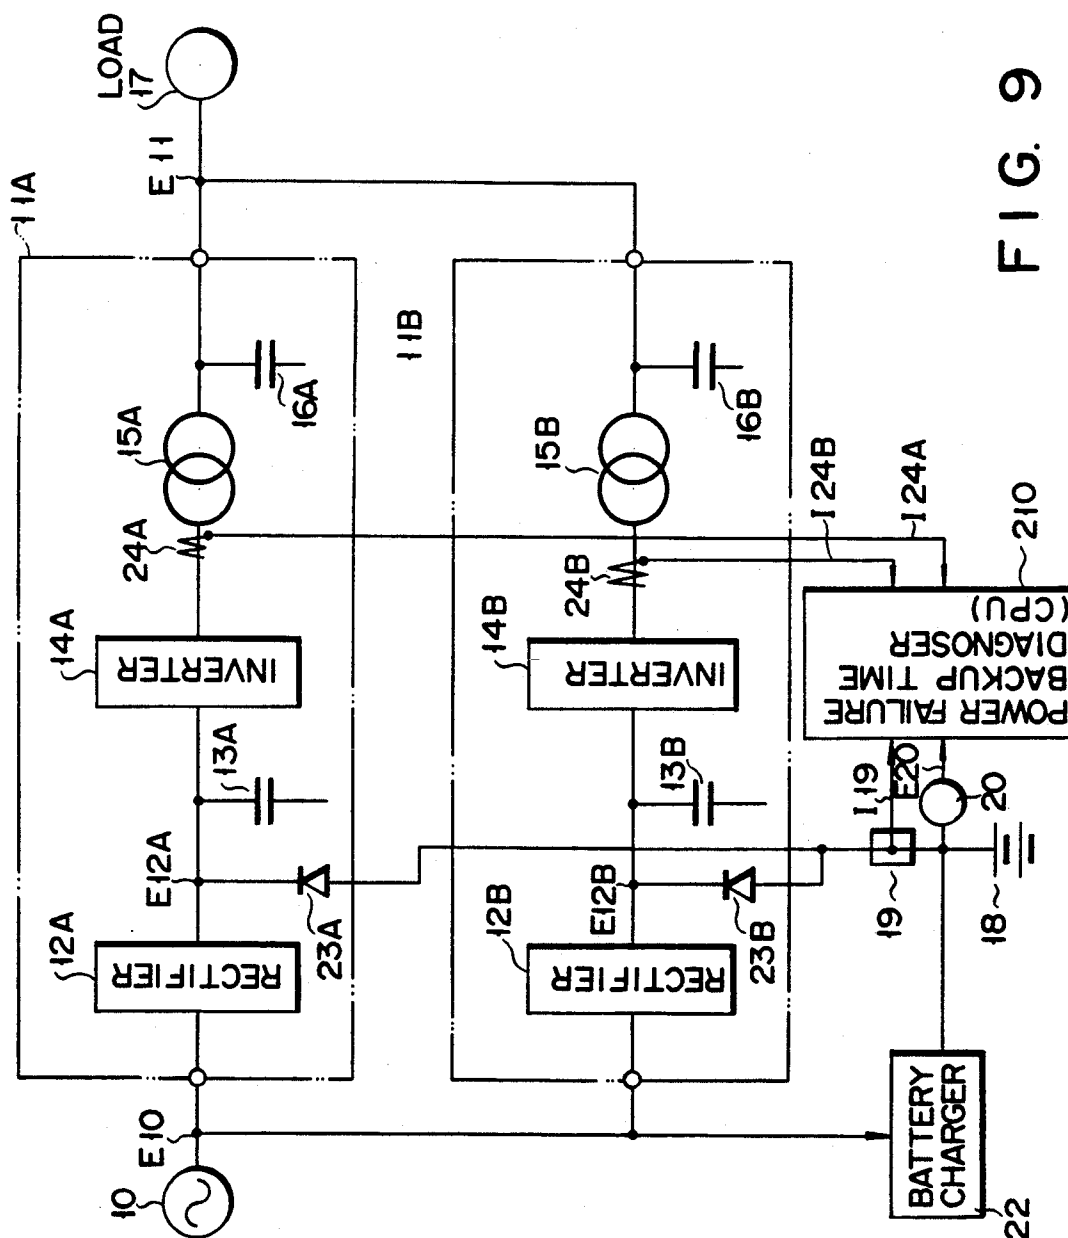 FIG. 9
LOAD
17
E11
11A
11B
16A
15A
24A
14A
INVERTER
13A
E12A
23A
12A
RECTIFIER
E10
10
16B
15B
24B
14B
INVERTER
13B
E12B
23B
12B
RECTIFIER
I24B
I24A
210
POWER FAILURE
BACKUP TIME
DIAGNOSER
(CPU)
I19
E20
20
19
18
BATTERY
CHARGER
22